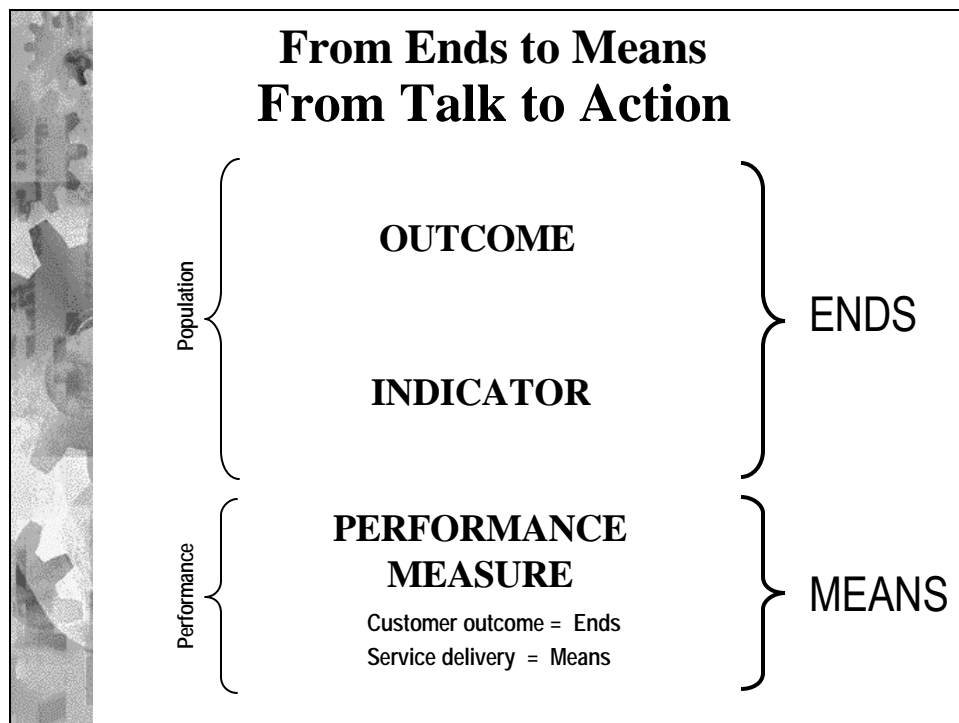 From Ends to Means
From Talk to Action
Population
OUTCOME
INDICATOR
ENDS
Performance
PERFORMANCE
MEASURE
Customer outcome = Ends
Service delivery = Means
MEANS